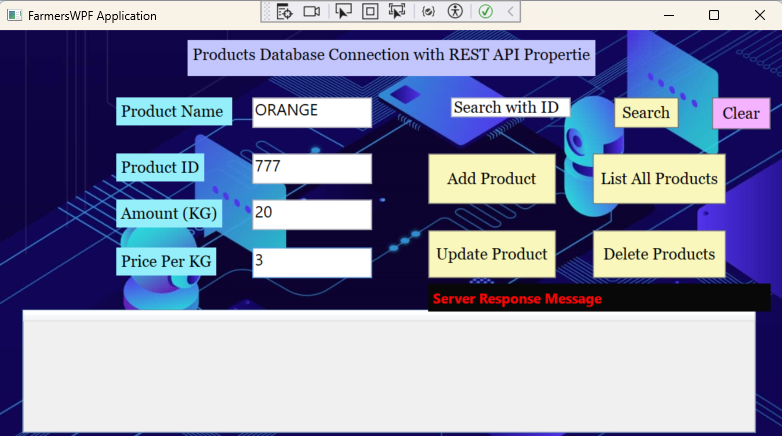 FarmersWPF Application
Products Database Connection with REST API Propertie
Product Name
ORANGE
Search with ID
Search
Clear
Product ID
777
Add Product
List All Products
Amount (KG)
20
Price Per KG
3
Update Product
Delete Products
Server Response Message